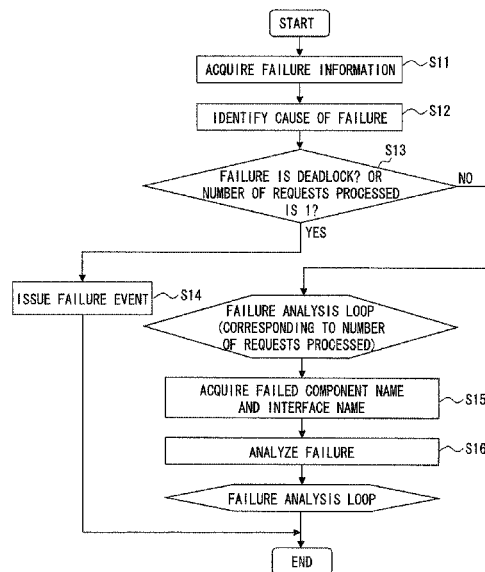 START
ACQUIRE FAILURE INFORMATION
S11
IDENTIFY CAUSE OF FAILURE
S12
S13
FAILURE IS DEADLOCK? OR
NUMBER OF REQUESTS PROCESSED
IS 1?
NO
YES
ISSUE FAILURE EVENT
S14
FAILURE ANALYSIS LOOP
(CORRESPONDING TO NUMBER
OF REQUESTS PROCESSED)
ACQUIRE FAILED COMPONENT NAME
AND INTERFACE NAME
S15
ANALYZE FAILURE
S16
FAILURE ANALYSIS LOOP
END